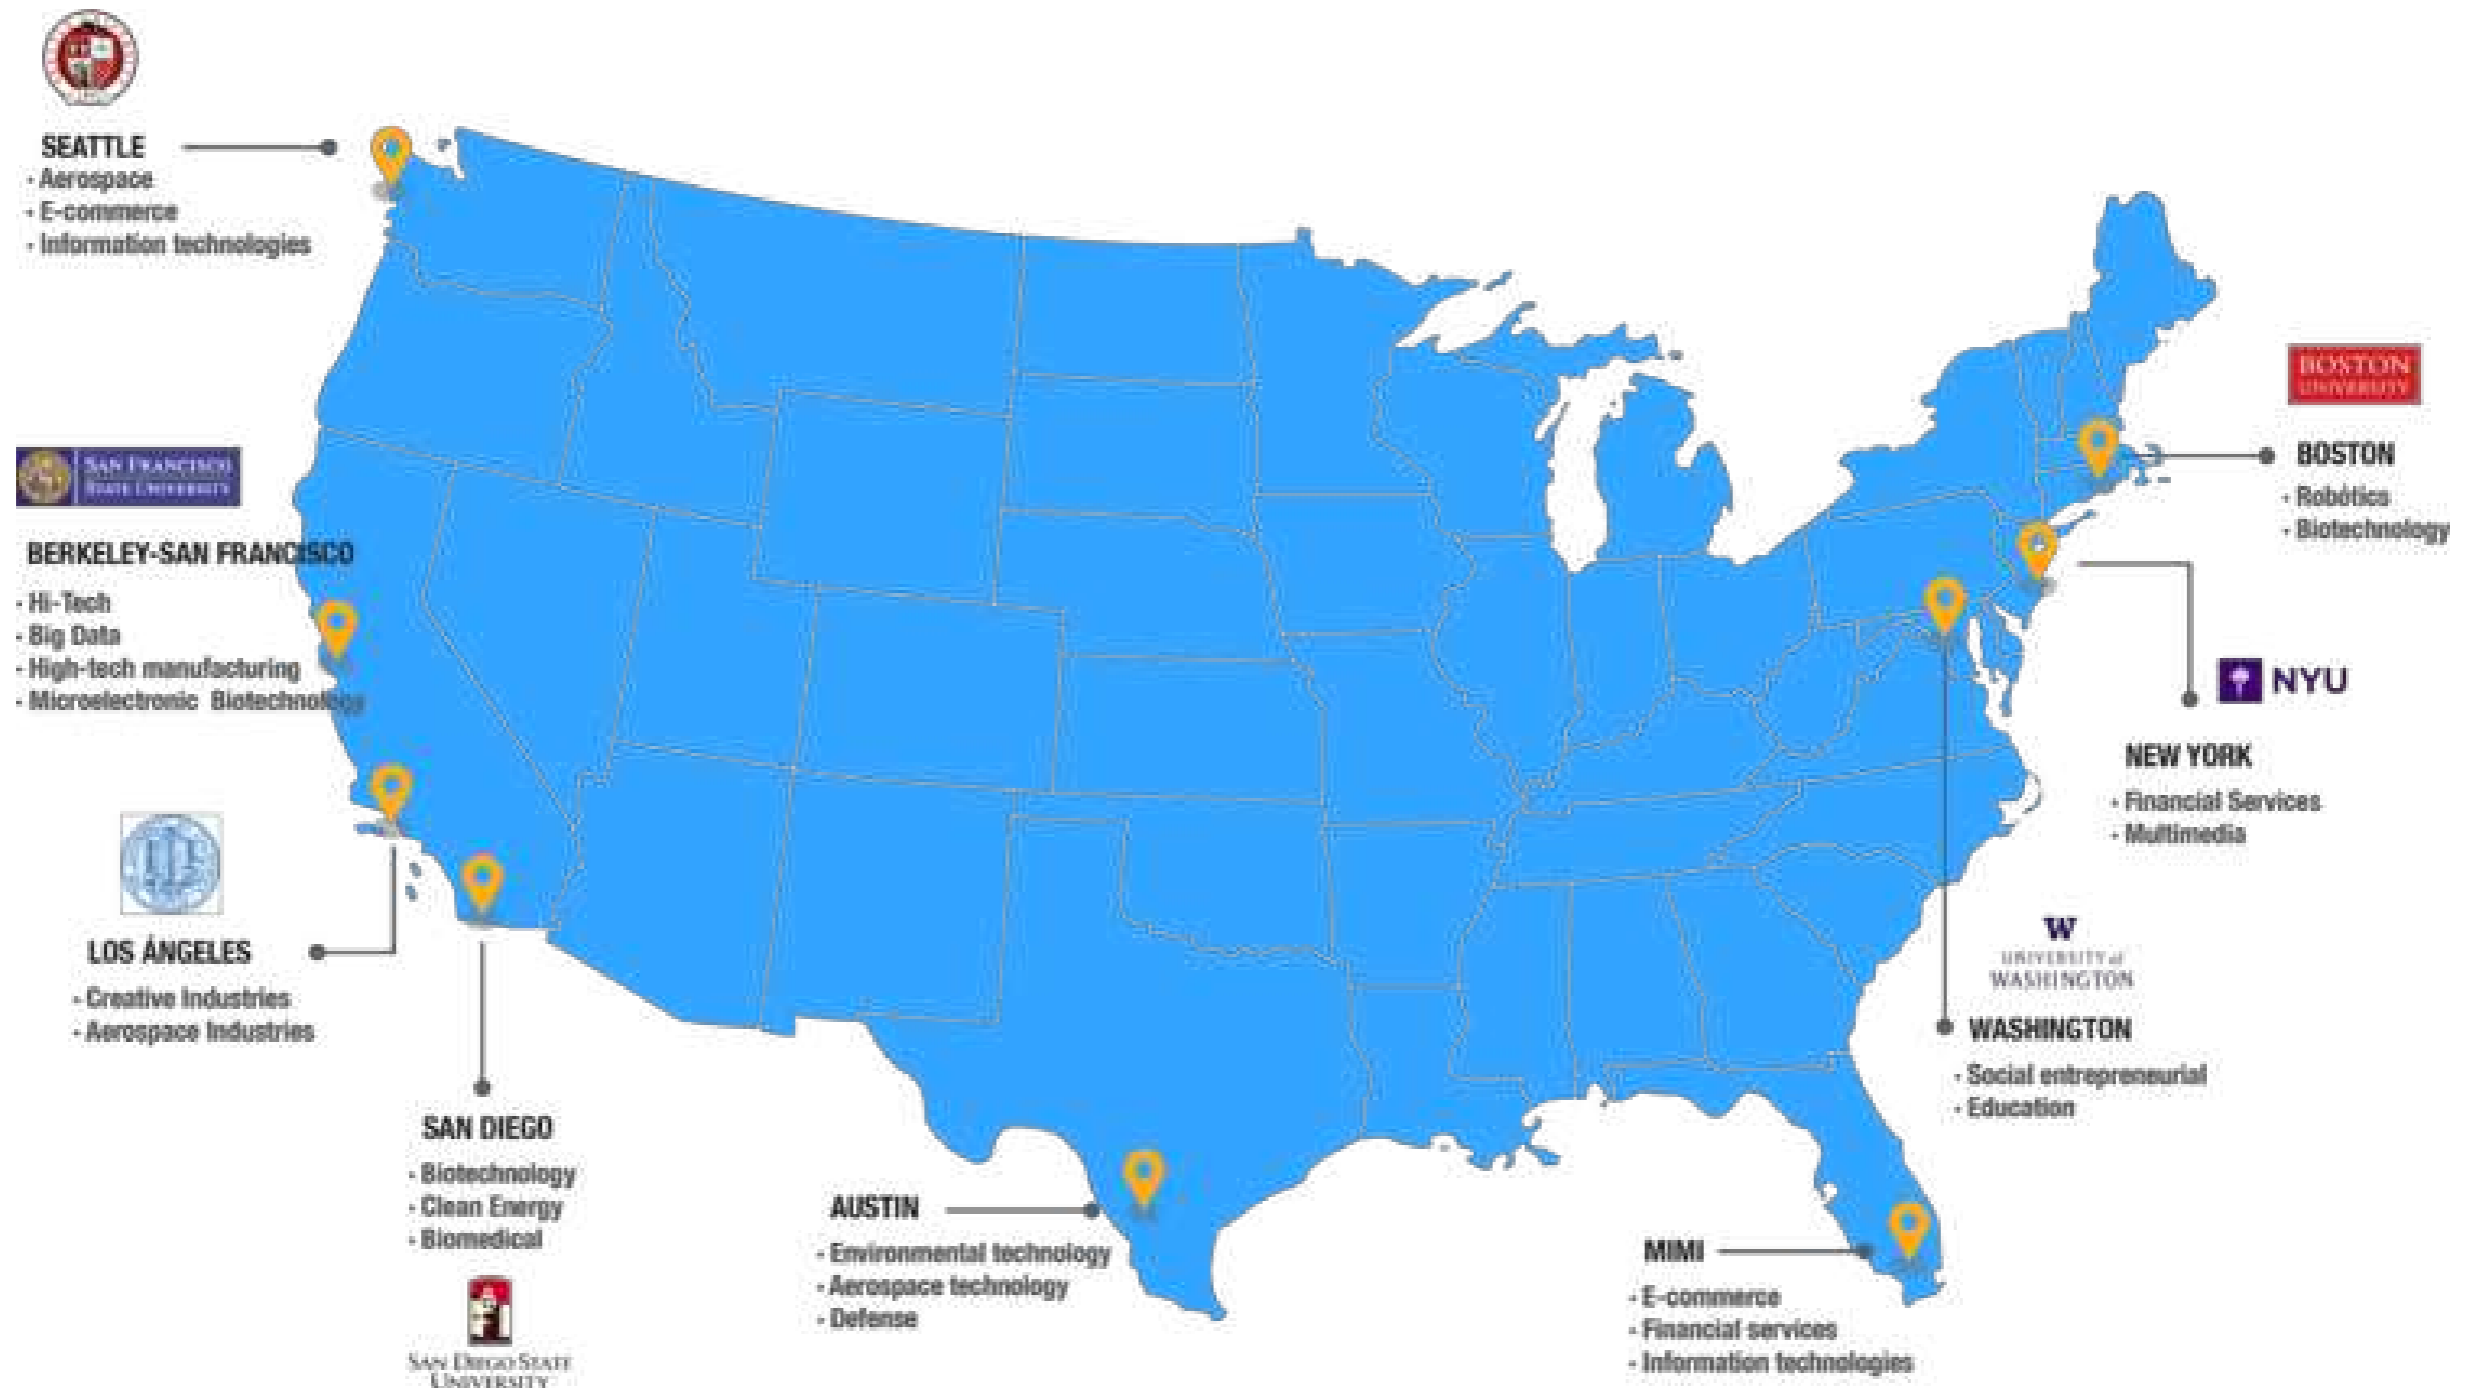 SEATTLE
- Aerospace
- E-commerce
- Information technologies
SAN FRANCISCO
STATE UNIVERSITY
BERKELEY-SAN FRANCISCO
- Hi-Tech
- Big Data
- High-tech manufacturing
- Microelectronic Biotechnology
LOS ÁNGELES
- Creative Industries
- Aerospace Industries
SAN DIEGO
- Biotechnology
- Clean Energy
- Biomedical
SAN DIEGO STATE
UNIVERSITY
AUSTIN
- Environmental technology
- Aerospace technology
- Defense
MIMI
- E-commerce
- Financial services
- Information technologies
W
UNIVERSITY of
WASHINGTON
WASHINGTON
- Social entrepreneurial
- Education
NYU
NEW YORK
- Financial Services
- Multimedia
BOSTON
UNIVERSITY
BOSTON
- Robótics
- Biotechnology